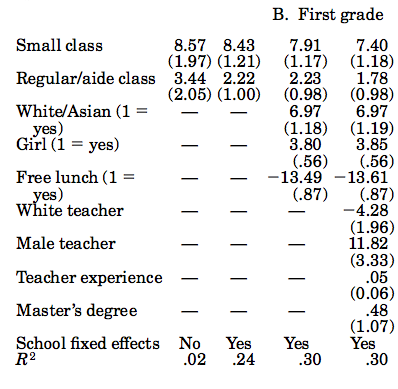 B. First grade
Small class 8.57 8.43 7.91 7.40
(1.97) (1.21) (1.17) (1.18)
Regular/aide class 3.44 2.22 2.23 1.78
(2.05) (1.00) (0.98) (0.98)
White/Asian (1 = — — 6.97 6.97
yes) (1.18) (1.19)
Girl (1 = yes) — — 3.80 3.85
(.56) (.56)
Free lunch (1 = — — −13.49 −13.61
yes) (.87) (.87)
White teacher — — — −4.28
(1.96)
Male teacher — — — 11.82
(3.33)
Teacher experience — — — .05
(0.06)
Master's degree — — — .48
(1.07)
School fixed effects No Yes Yes Yes
R² .02 .24 .30 .30